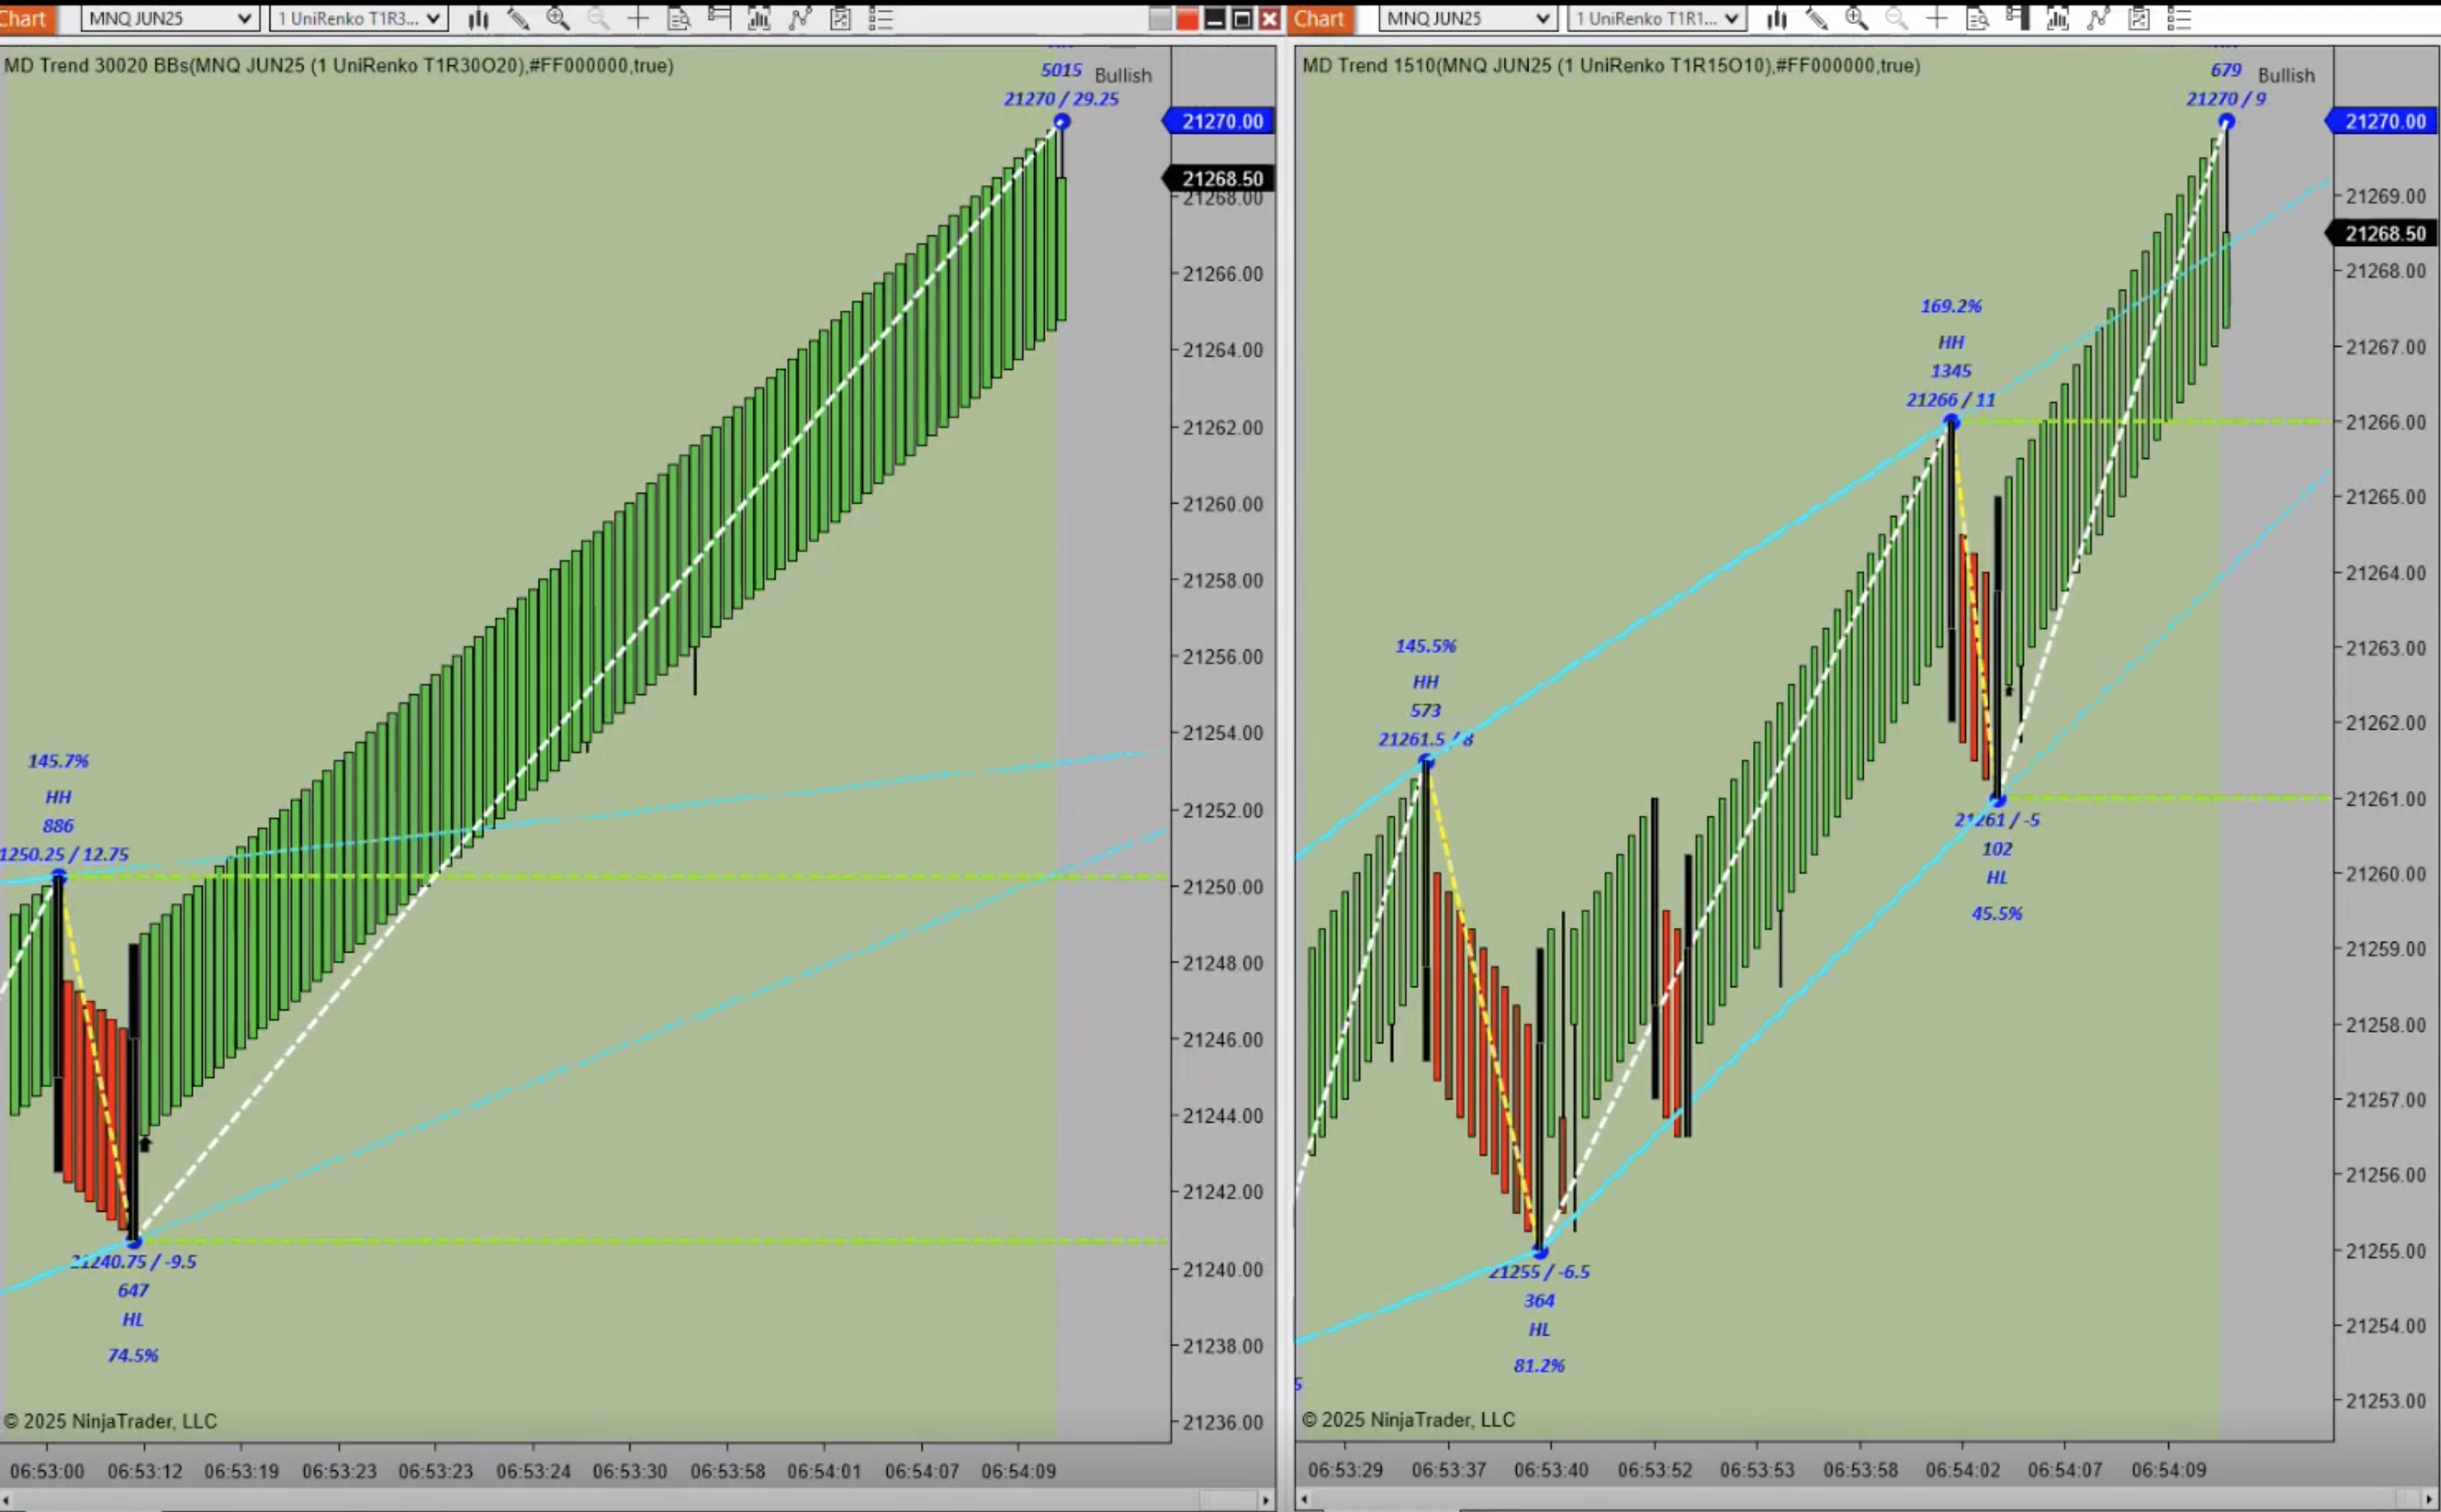 Chart
MNQ JUN25
1 UniRenko T1R3...
MD Trend 30020 BBs(MNQ JUN25 (1 UniRenko T1R30O20),#FF000000,true)
5015
Bullish
21270 / 29.25
21270.00
21268.50
21268.00
21266.00
21264.00
21262.00
21260.00
21258.00
21256.00
21254.00
21252.00
21250.00
21248.00
21246.00
21244.00
21242.00
21240.00
21238.00
21236.00
145.7%
HH
886
1250.25 / 12.75
21240.75 / -9.5
647
HL
74.5%
© 2025 NinjaTrader, LLC
06:53:00 06:53:12 06:53:19 06:53:23 06:53:23 06:53:24 06:53:30 06:53:58 06:54:01 06:54:07 06:54:09
Chart
MNQ JUN25
1 UniRenko T1R1...
MD Trend 1510(MNQ JUN25 (1 UniRenko T1R15O10),#FF000000,true)
679
Bullish
21270 / 9
21270.00
21269.00
21268.50
21268.00
21267.00
21266.00
21265.00
21264.00
21263.00
21262.00
21261.00
21260.00
21259.00
21258.00
21257.00
21256.00
21255.00
21254.00
21253.00
169.2%
HH
1345
21266 / 11
145.5%
HH
573
21261.5 / 8
21261 / -5
102
HL
45.5%
21255 / -6.5
364
HL
81.2%
© 2025 NinjaTrader, LLC
06:53:29 06:53:37 06:53:40 06:53:52 06:53:53 06:53:58 06:54:02 06:54:07 06:54:09